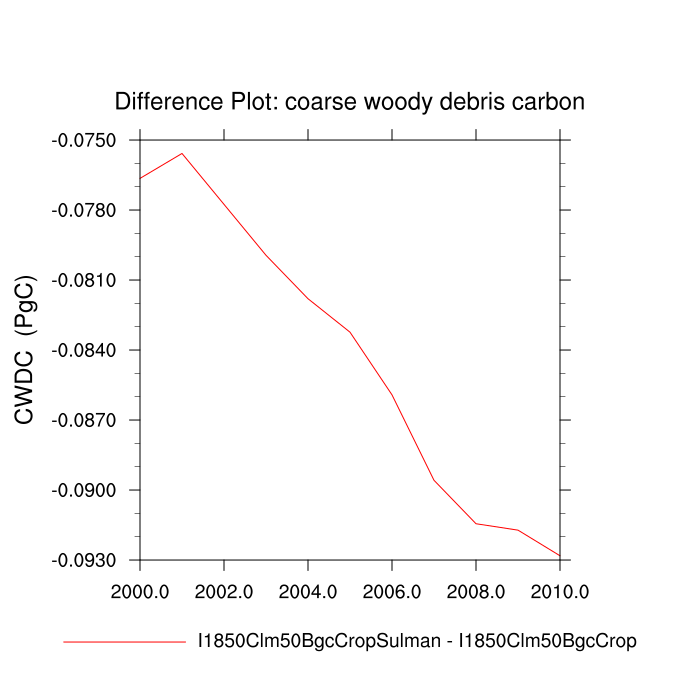 Difference Plot: coarse woody debris carbon
-0.0750
-0.0780
-0.0810
-0.0840
-0.0870
-0.0900
-0.0930
CWDC (PgC)
2000.0 2002.0 2004.0 2006.0 2008.0 2010.0
I1850Clm50BgcCropSulman - I1850Clm50BgcCrop